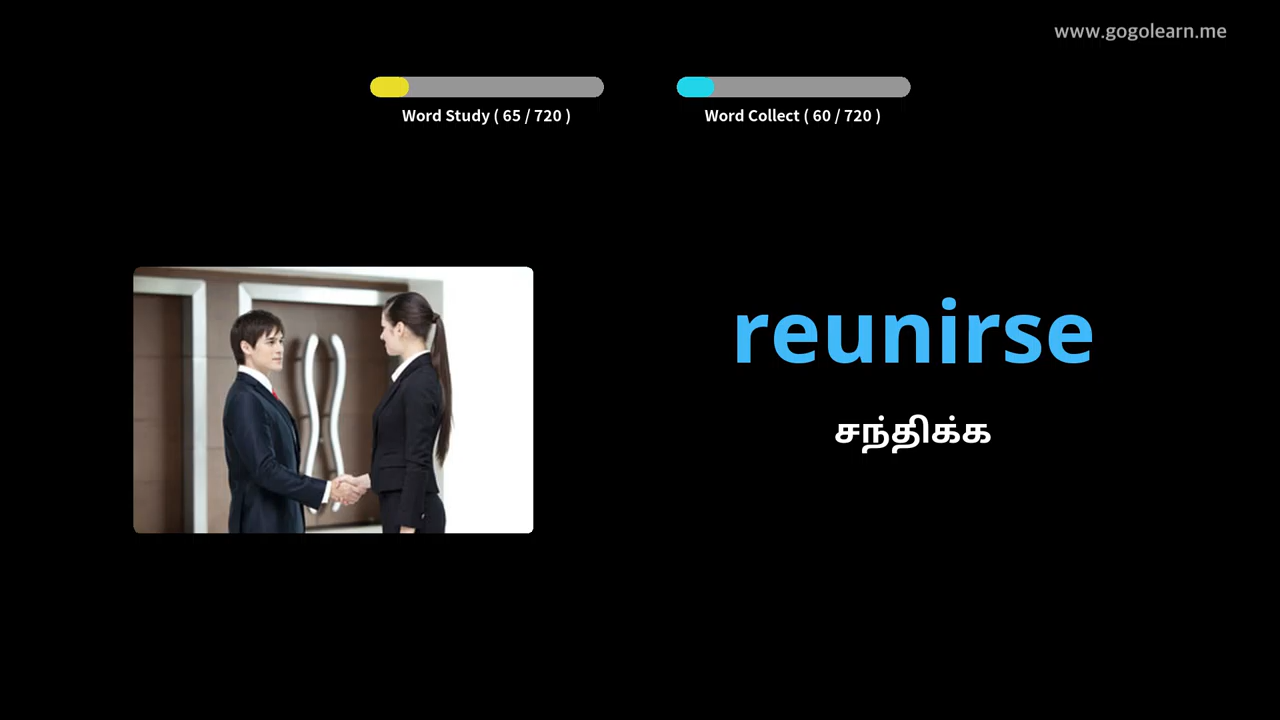 www.gogolearn.me
Word Study ( 65 / 720 )
Word Collect ( 60 / 720 )
reunirse
சந்திக்க